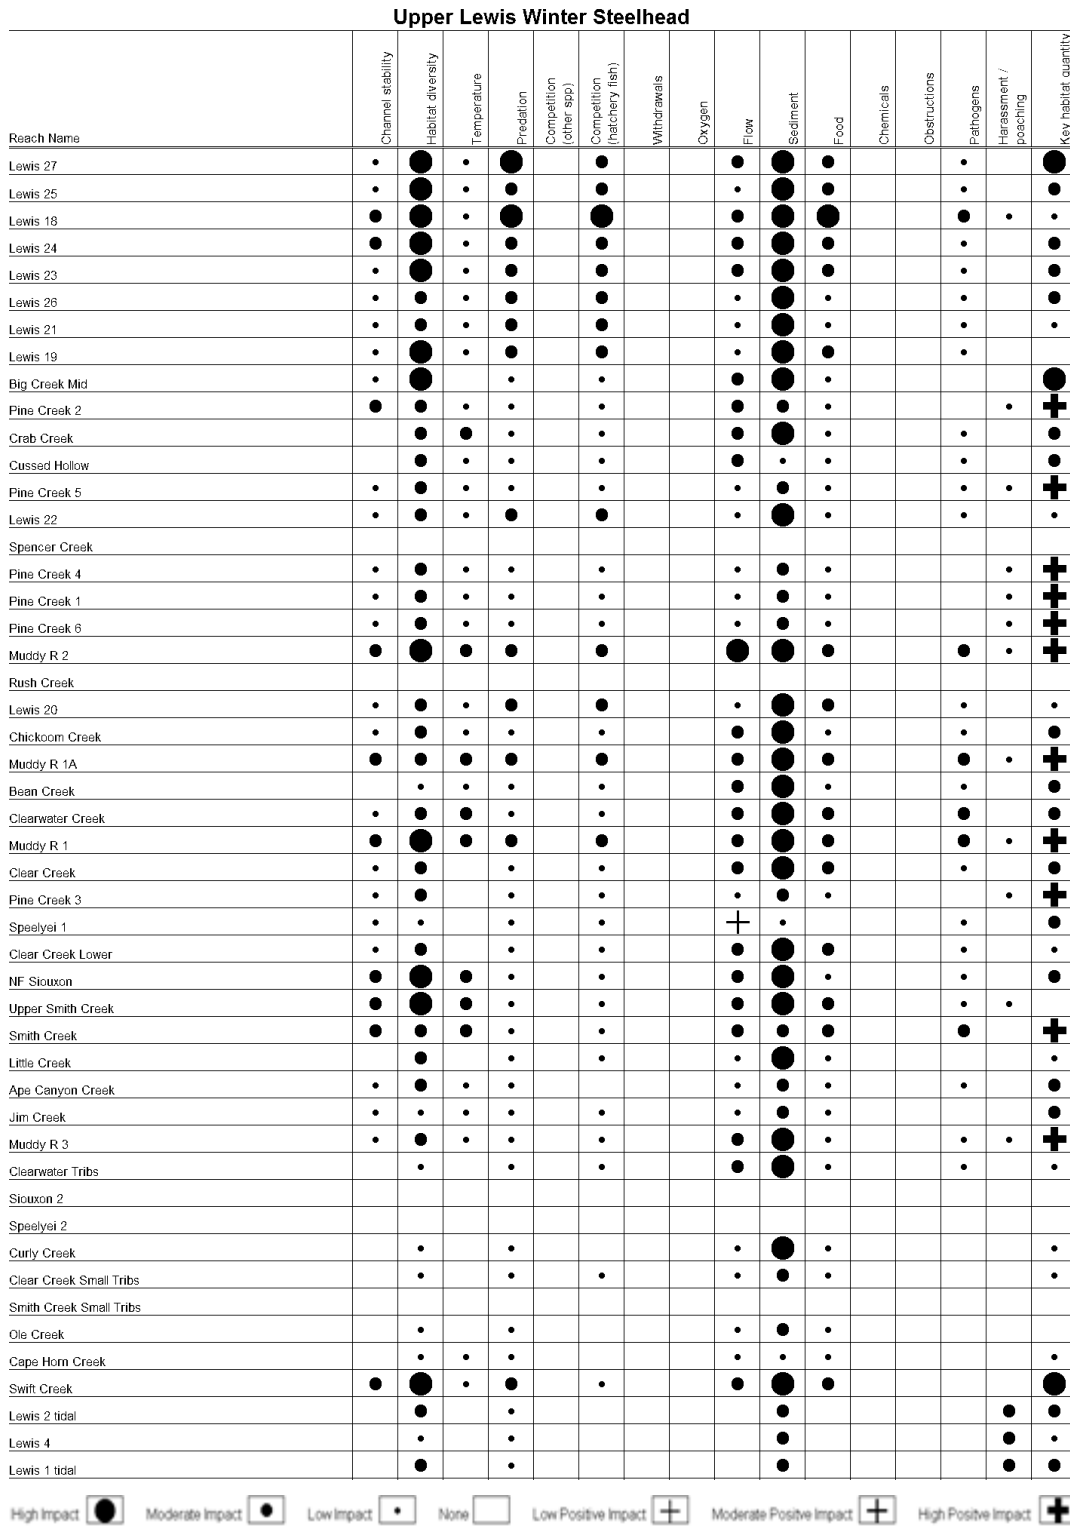 Upper Lewis Winter Steelhead
Reach Name
Channel stability
Habitat diversity
Temperature
Predation
Competition
(other spp)
Competition
(hatchery fish)
Withdrawals
Oxygen
Flow
Sediment
Food
Chemicals
Obstructions
Pathogens
Harassment /
poaching
Key habitat quantity
Lewis 27
Lewis 25
Lewis 18
Lewis 24
Lewis 23
Lewis 26
Lewis 21
Lewis 19
Big Creek Mid
Pine Creek 2
Crab Creek
Cussed Hollow
Pine Creek 5
Lewis 22
Spencer Creek
Pine Creek 4
Pine Creek 1
Pine Creek 6
Muddy R 2
Rush Creek
Lewis 20
Chickoom Creek
Muddy R 1A
Bean Creek
Clearwater Creek
Muddy R 1
Clear Creek
Pine Creek 3
Speelyei 1
Clear Creek Lower
NF Siouxon
Upper Smith Creek
Smith Creek
Little Creek
Ape Canyon Creek
Jim Creek
Muddy R 3
Clearwater Tribs
Siouxon 2
Speelyei 2
Curly Creek
Clear Creek Small Tribs
Smith Creek Small Tribs
Ole Creek
Cape Horn Creek
Swift Creek
Lewis 2 tidal
Lewis 4
Lewis 1 tidal
High Impact Moderate Impact Low Impact None Low Positive Impact Moderate Positve Impact High Positve Impact